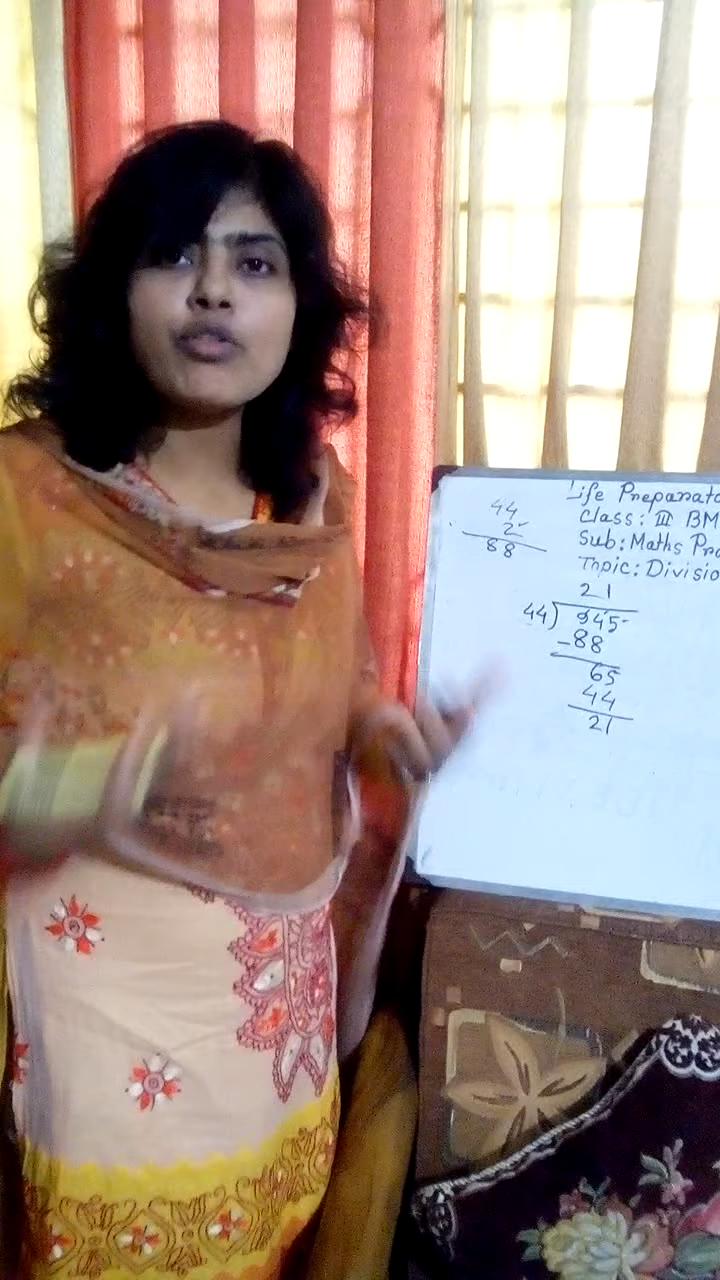 Life Preparato
Class: III BM
Sub: Maths Pra
Topic: Divisio
44
2
88
21
44) 945
-88
65
44
21